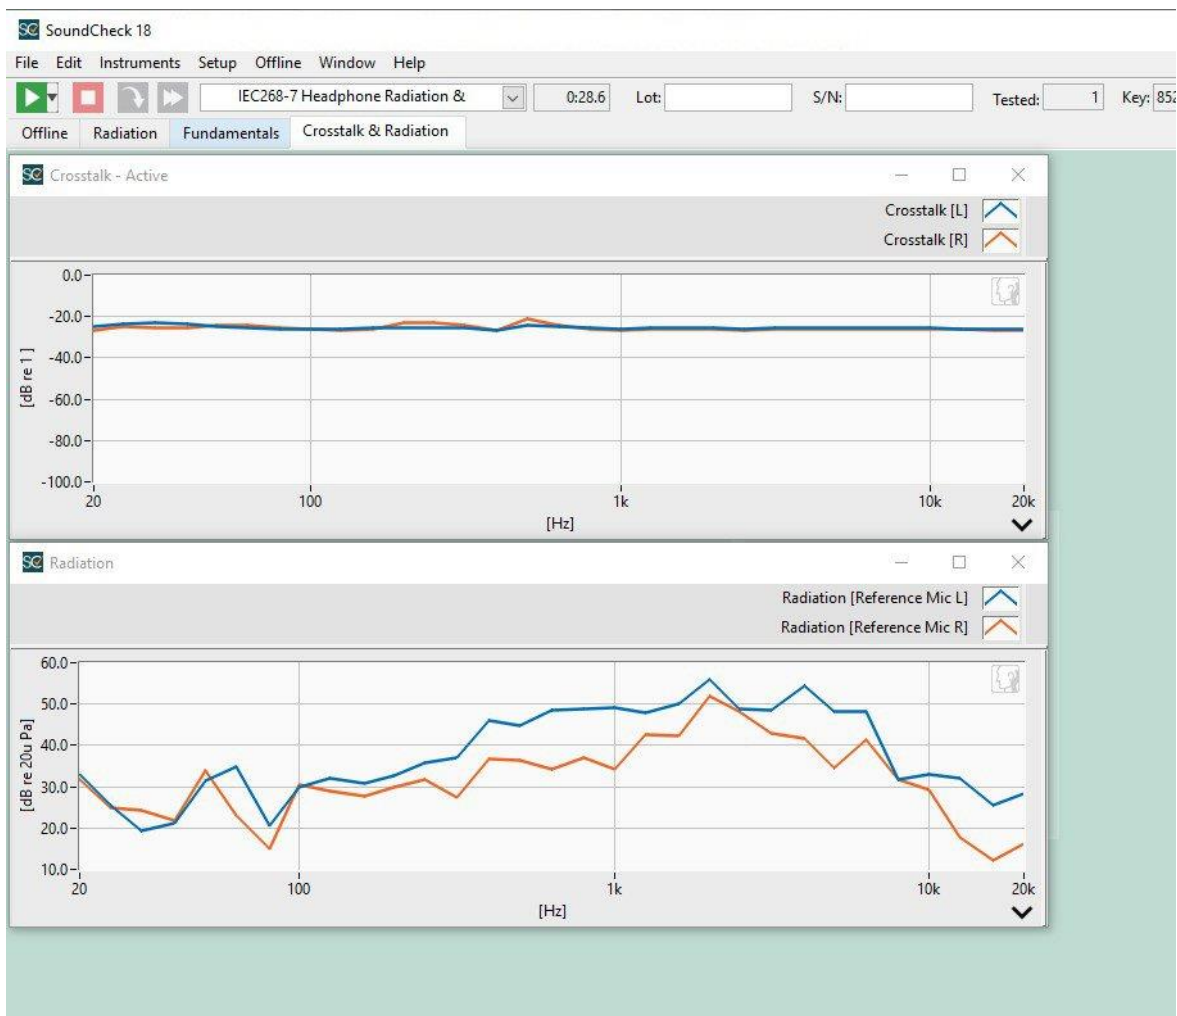 SoundCheck 18
File Edit Instruments Setup Offline Window Help
IEC268-7 Headphone Radiation & 0:28.6 Lot: S/N: Tested: 1 Key: 852
Offline Radiation Fundamentals Crosstalk & Radiation
SC Crosstalk - Active
Crosstalk [L]
Crosstalk [R]
0.0
-20.0
-40.0
-60.0
-80.0
-100.0
[dB re 1 ]
20 100 1k 10k 20k
[Hz]
SC Radiation
Radiation [Reference Mic L]
Radiation [Reference Mic R]
60.0
50.0
40.0
30.0
20.0
10.0
[dB re 20u Pa]
20 100 1k 10k 20k
[Hz]